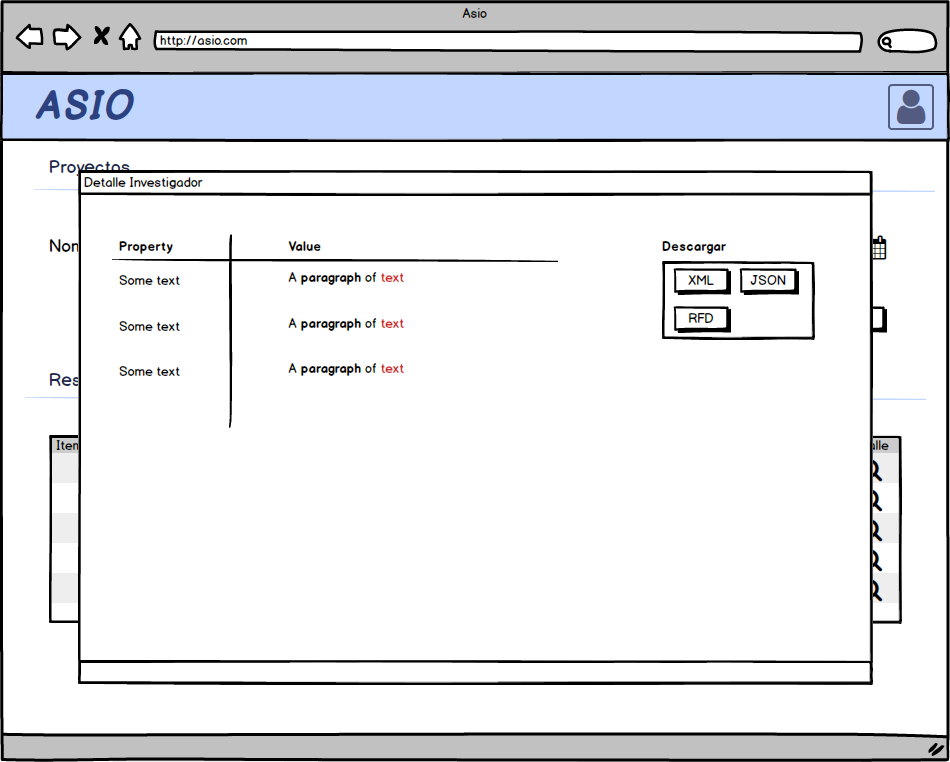 Asio
http://asio.com
ASIO
Proyectos
Detalle Investigador
Non
Property Value Descargar
Some text A paragraph of text XML JSON
Some text A paragraph of text RFD
Some text A paragraph of text
Res
Item alle